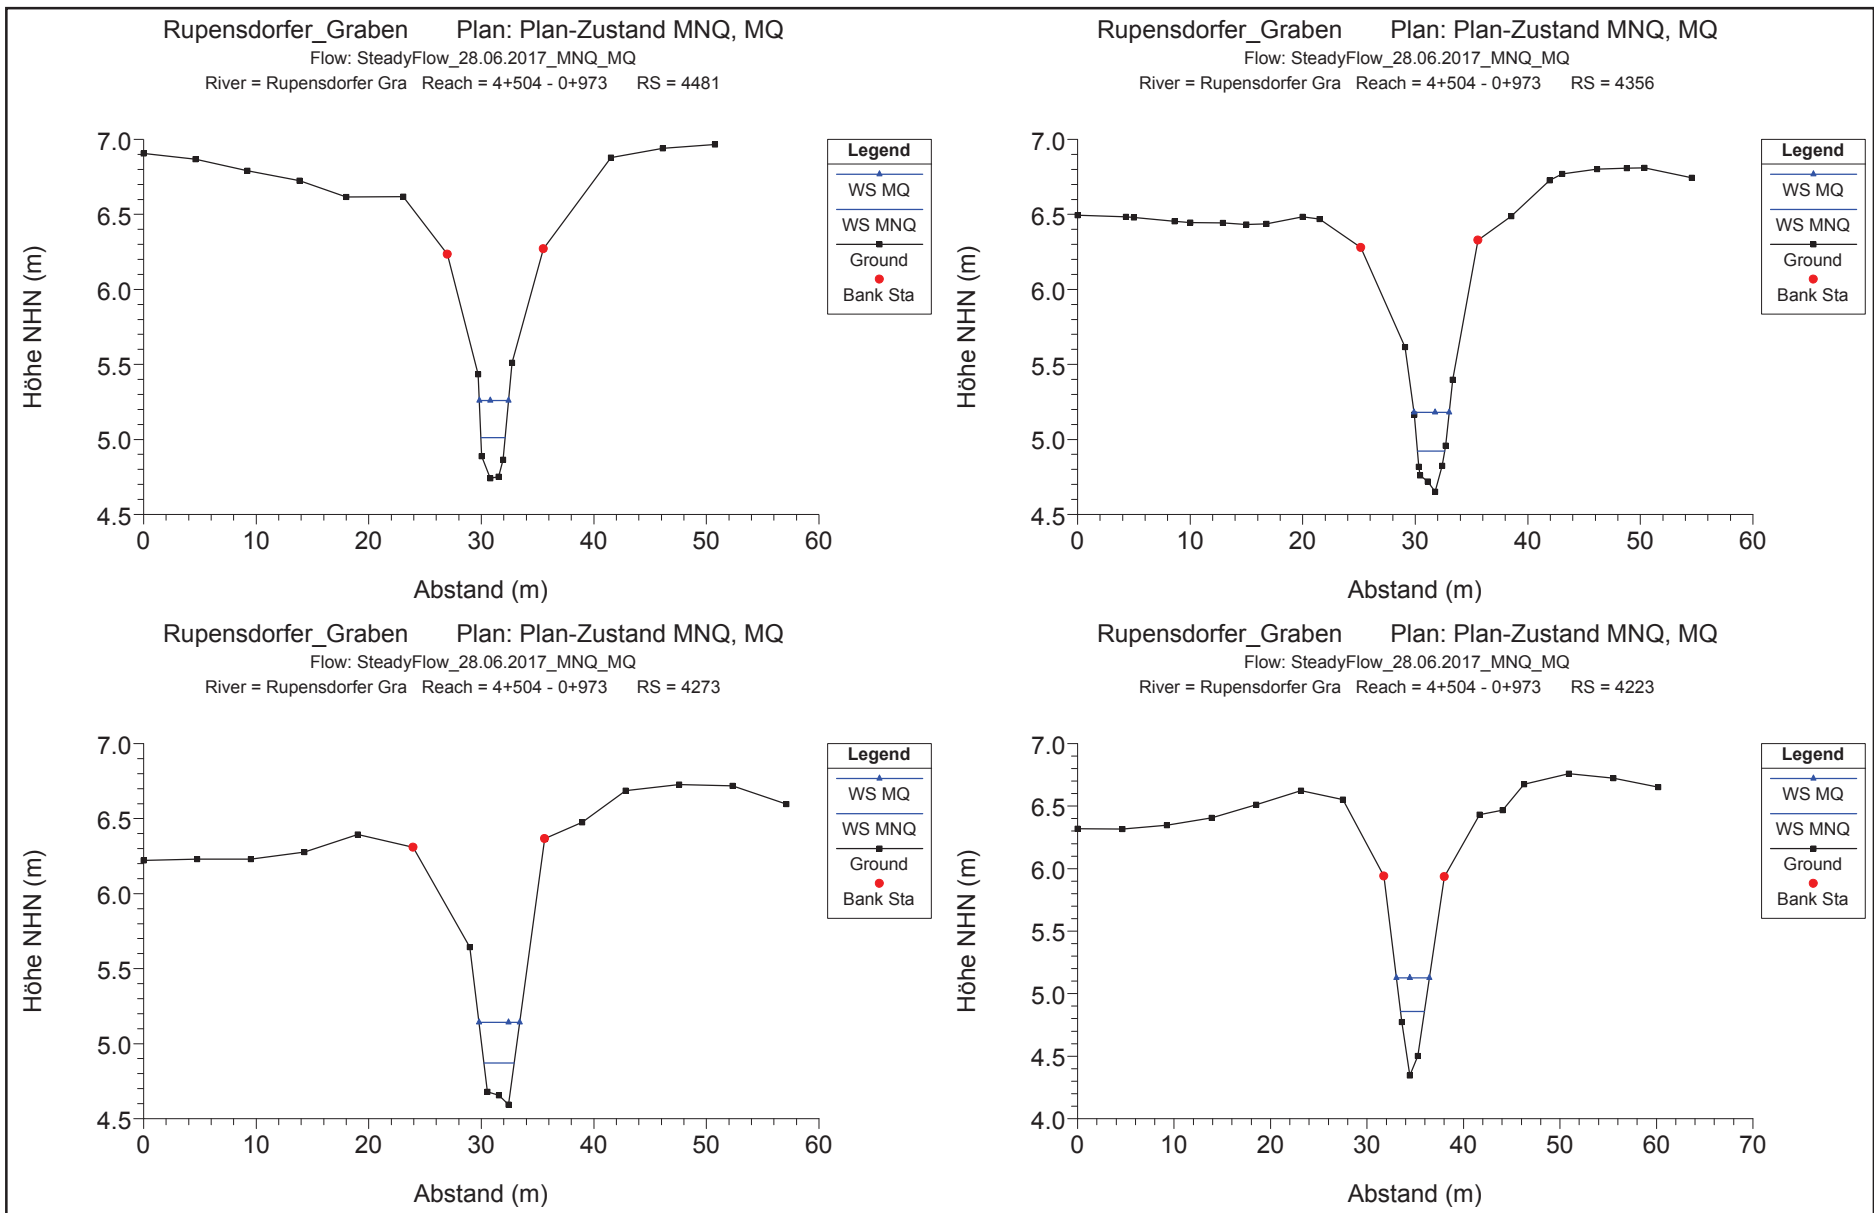 Rupensdorfer_Graben Plan: Plan-Zustand MNQ, MQ
Flow: SteadyFlow_28.06.2017_MNQ_MQ
River = Rupensdorfer Gra Reach = 4+504 - 0+973 RS = 4481
7.0
6.5
6.0
5.5
5.0
4.5
Höhe NHN (m)
0 10 20 30 40 50 60
Abstand (m)
Legend
WS MQ
WS MNQ
Ground
Bank Sta
Rupensdorfer_Graben Plan: Plan-Zustand MNQ, MQ
Flow: SteadyFlow_28.06.2017_MNQ_MQ
River = Rupensdorfer Gra Reach = 4+504 - 0+973 RS = 4356
7.0
6.5
6.0
5.5
5.0
4.5
Höhe NHN (m)
0 10 20 30 40 50 60
Abstand (m)
Legend
WS MQ
WS MNQ
Ground
Bank Sta
Rupensdorfer_Graben Plan: Plan-Zustand MNQ, MQ
Flow: SteadyFlow_28.06.2017_MNQ_MQ
River = Rupensdorfer Gra Reach = 4+504 - 0+973 RS = 4273
7.0
6.5
6.0
5.5
5.0
4.5
Höhe NHN (m)
0 10 20 30 40 50 60
Abstand (m)
Legend
WS MQ
WS MNQ
Ground
Bank Sta
Rupensdorfer_Graben Plan: Plan-Zustand MNQ, MQ
Flow: SteadyFlow_28.06.2017_MNQ_MQ
River = Rupensdorfer Gra Reach = 4+504 - 0+973 RS = 4223
7.0
6.5
6.0
5.5
5.0
4.5
4.0
Höhe NHN (m)
0 10 20 30 40 50 60 70
Abstand (m)
Legend
WS MQ
WS MNQ
Ground
Bank Sta